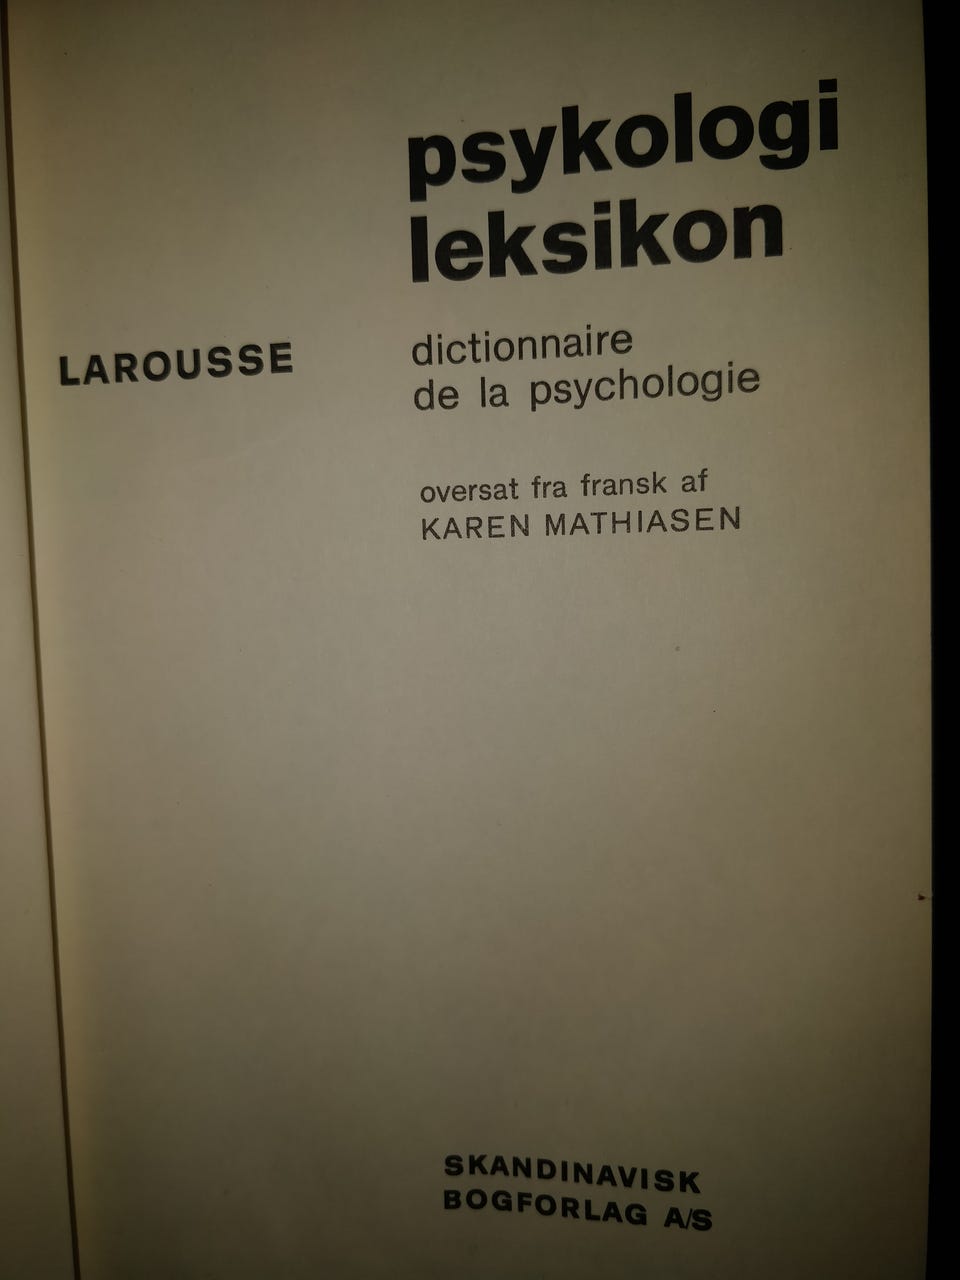 psykologi
leksikon
LAROUSSE
dictionnaire
de la psychologie
oversat fra fransk af
KAREN MATHIASEN
SKANDINAVISK
BOGFORLAG A/S